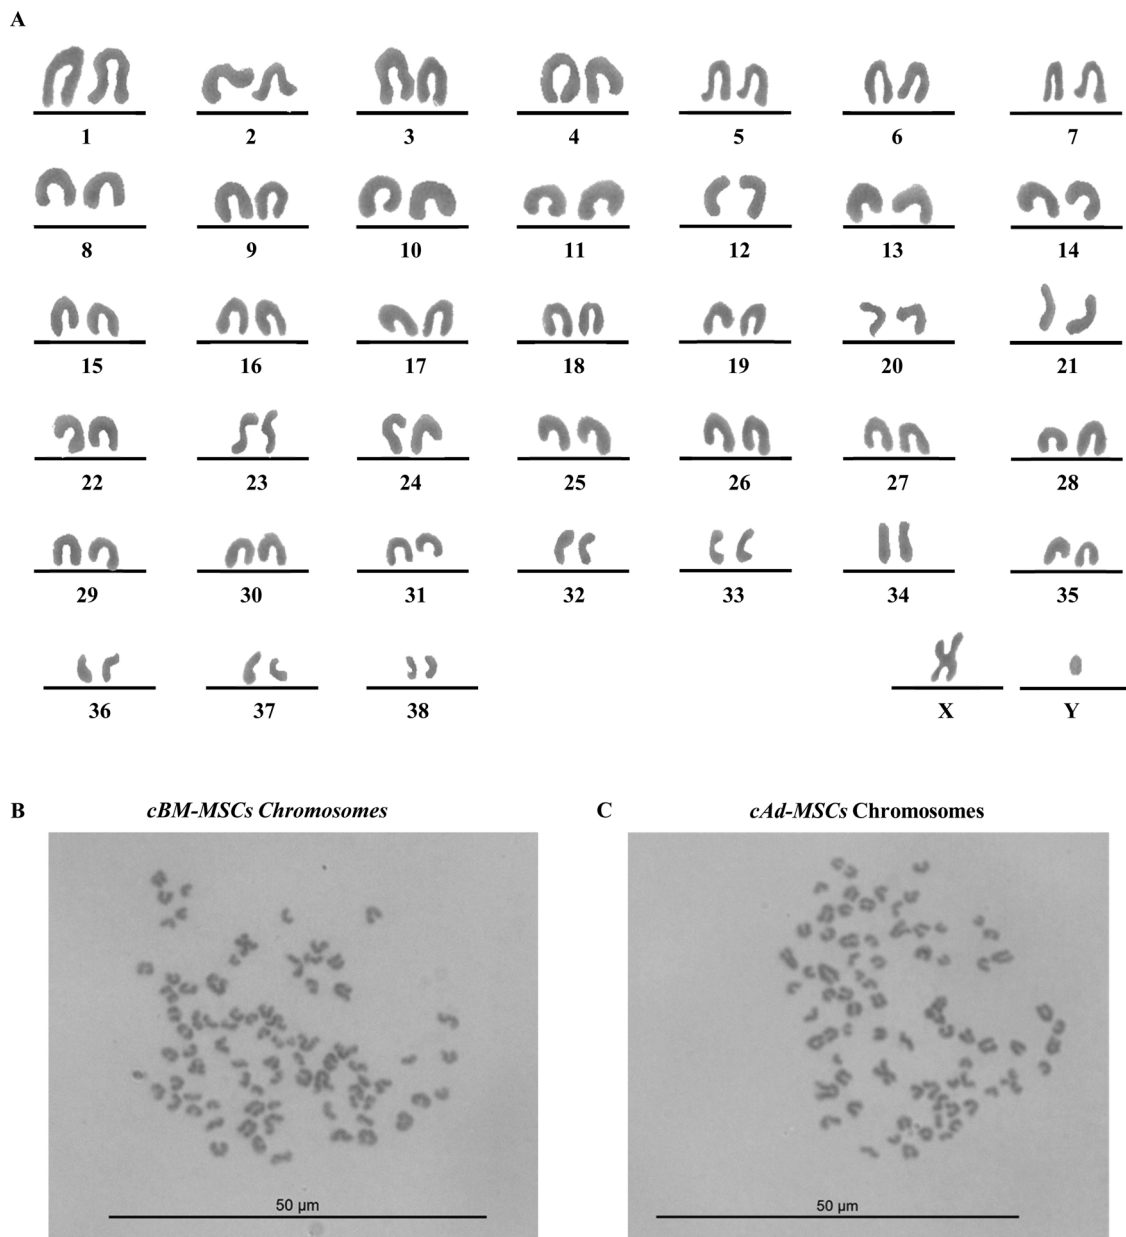 A
1 2 3 4 5 6 7
8 9 10 11 12 13 14
15 16 17 18 19 20 21
22 23 24 25 26 27 28
29 30 31 32 33 34 35
36 37 38 X Y
B cBM-MSCs Chromosomes C cAd-MSCs Chromosomes
50 μm 50 μm